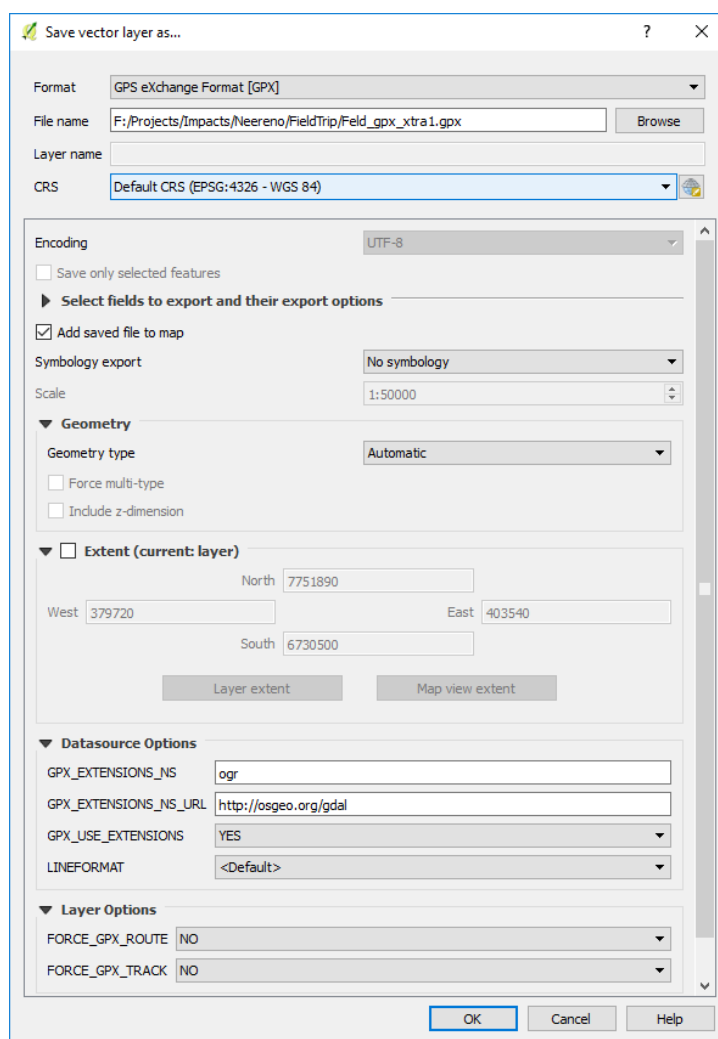 Save vector layer as...
?
Format GPS eXchange Format [GPX]
File name F:/Projects/Impacts/Neereno/FieldTrip/Feld_gpx_xtra1.gpx Browse
Layer name
CRS Default CRS (EPSG:4326 - WGS 84)
Encoding UTF-8
Save only selected features
Select fields to export and their export options
Add saved file to map
Symbology export No symbology
Scale 1:50000
Geometry
Geometry type Automatic
Force multi-type
Include z-dimension
Extent (current: layer)
North 7751890
West 379720 East 403540
South 6730500
Layer extent Map view extent
Datasource Options
GPX_EXTENSIONS_NS ogr
GPX_EXTENSIONS_NS_URL http://osgeo.org/gdal
GPX_USE_EXTENSIONS YES
LINEFORMAT <Default>
Layer Options
FORCE_GPX_ROUTE NO
FORCE_GPX_TRACK NO
OK Cancel Help